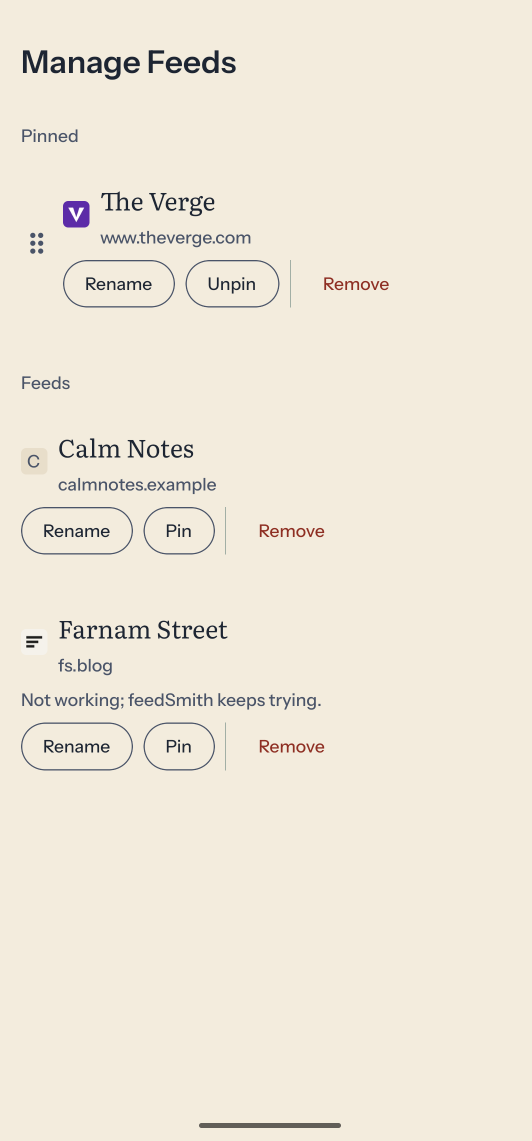 Manage Feeds
Pinned
V
The Verge
www.theverge.com
Rename Unpin Remove
Feeds
C
Calm Notes
calmnotes.example
Rename Pin Remove
Farnam Street
fs.blog
Not working; feedSmith keeps trying.
Rename Pin Remove